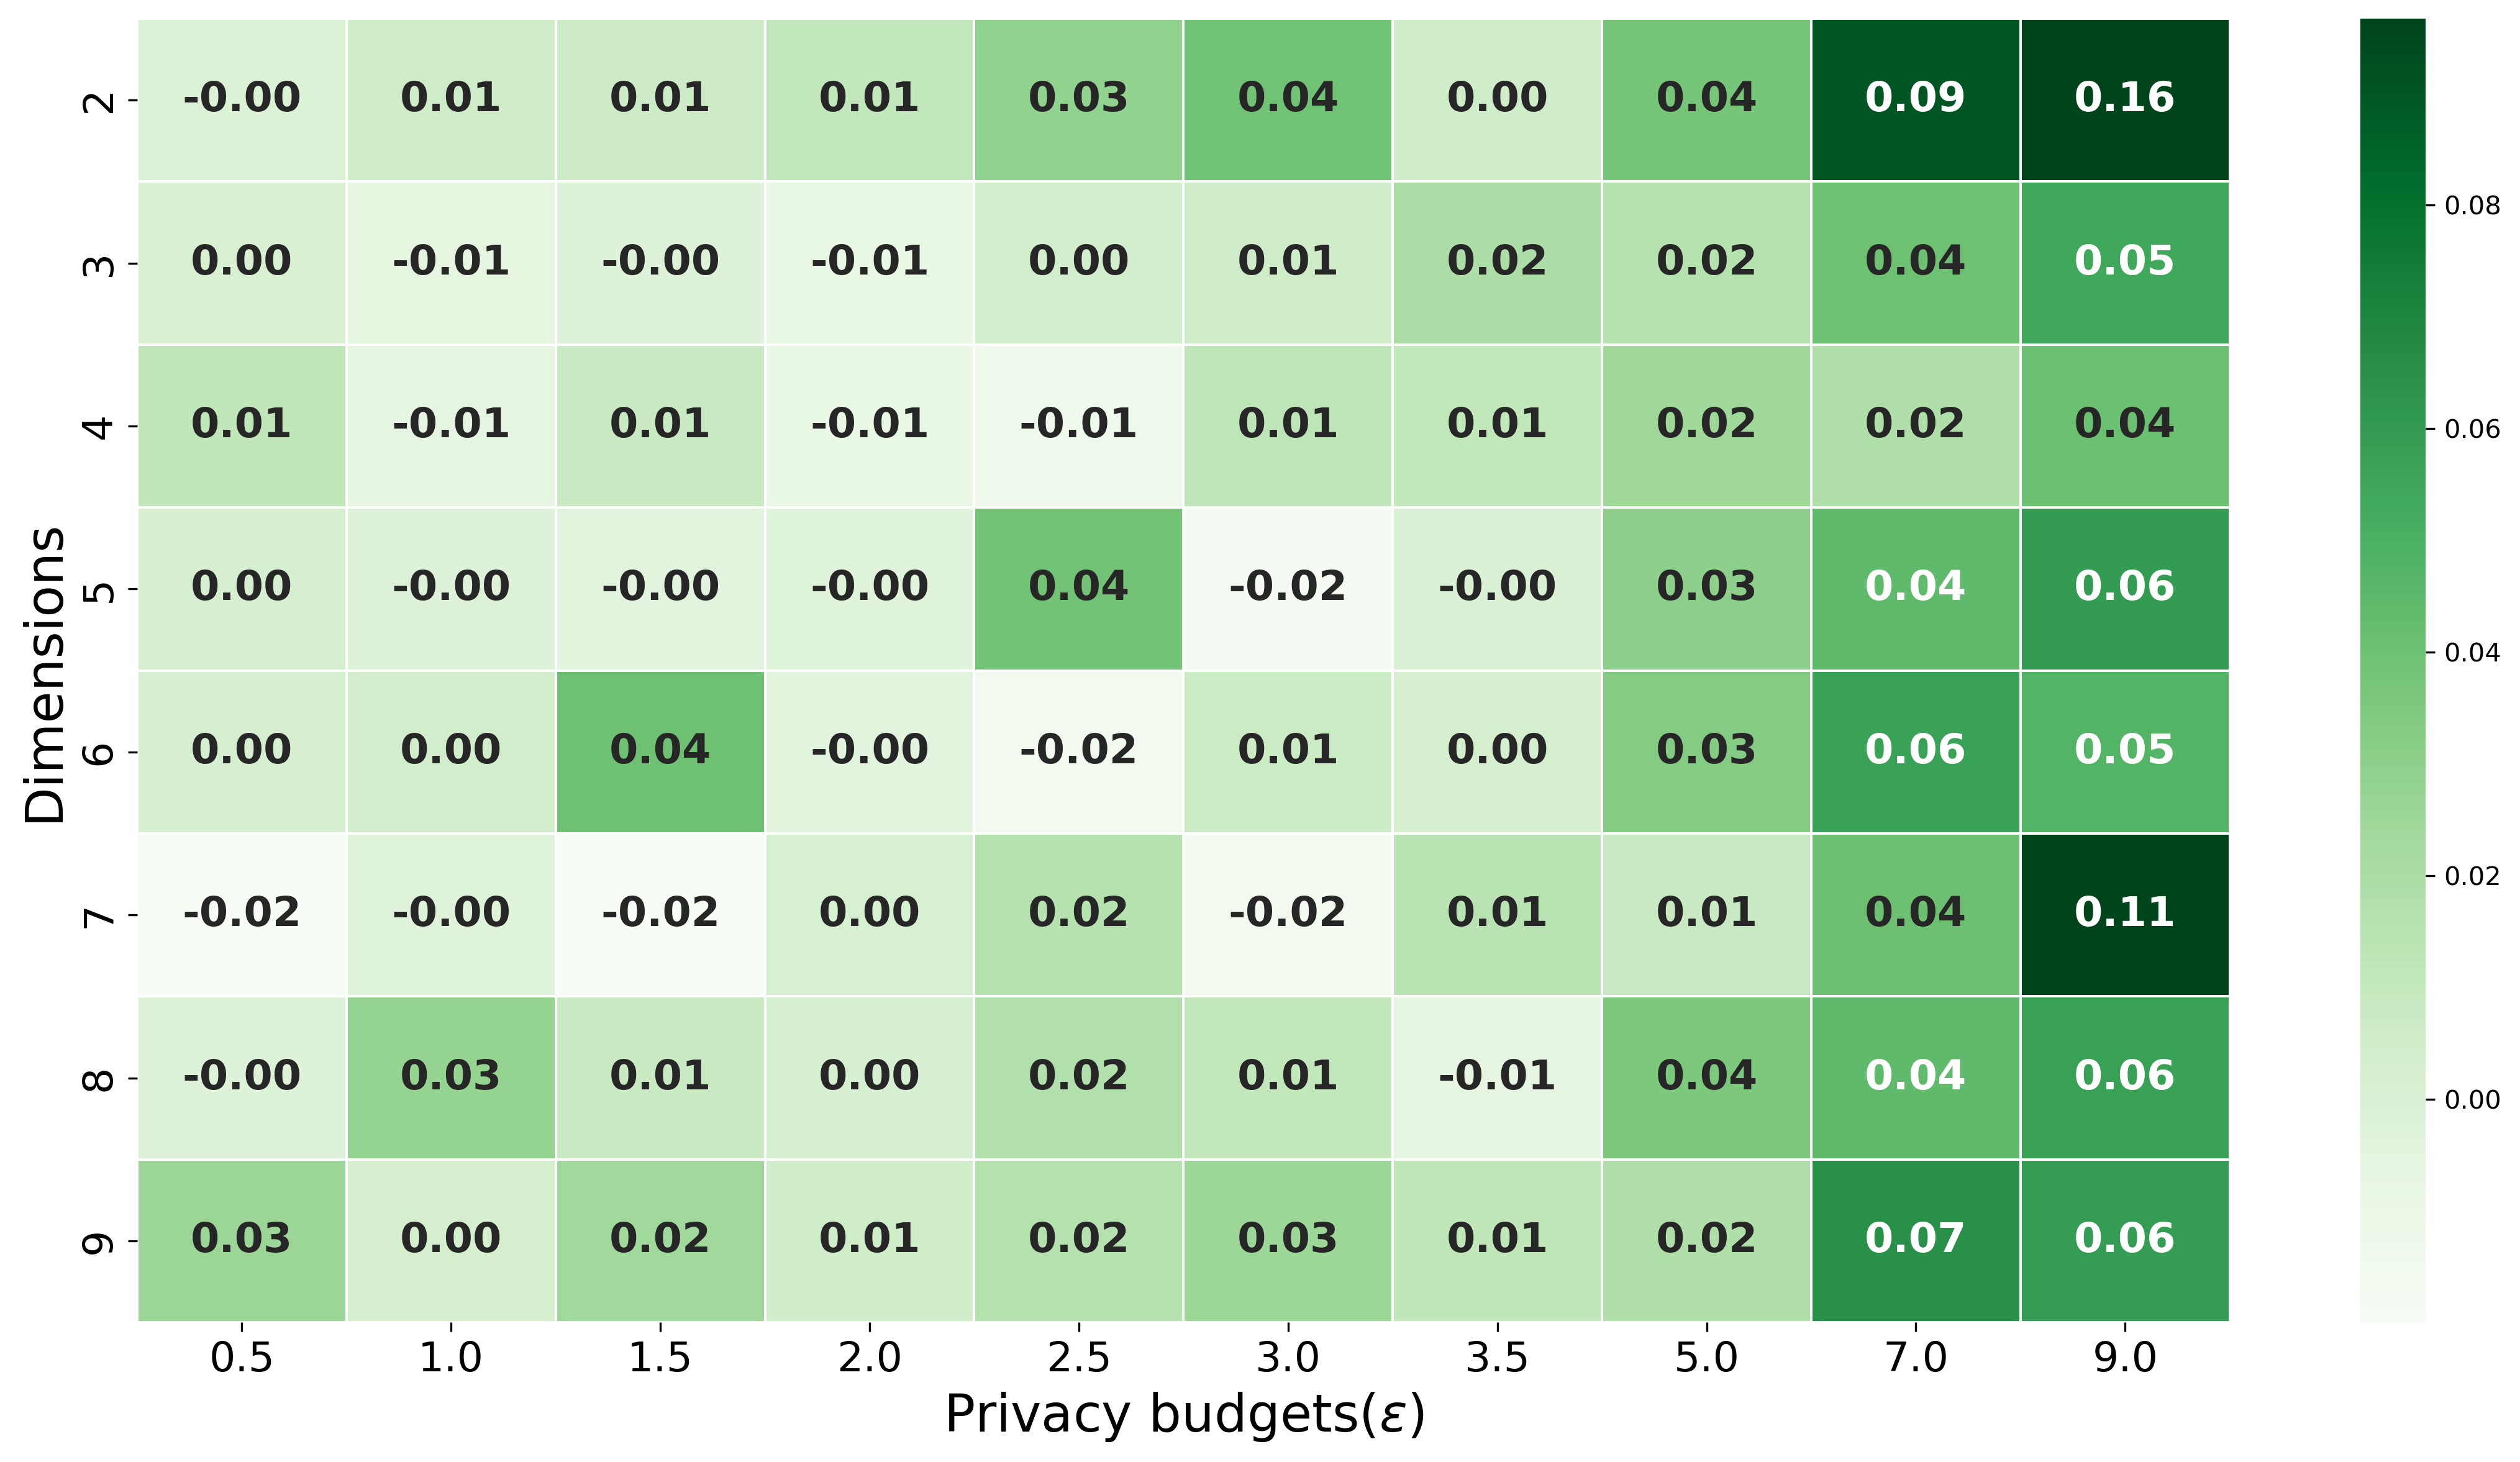 2 -0.00 0.01 0.01 0.01 0.03 0.04 0.00 0.04 0.09 0.16
3 0.00 -0.01 -0.00 -0.01 0.00 0.01 0.02 0.02 0.04 0.05
4 0.01 -0.01 0.01 -0.01 -0.01 0.01 0.01 0.02 0.02 0.04
5 0.00 -0.00 -0.00 -0.00 0.04 -0.02 -0.00 0.03 0.04 0.06
6 0.00 0.00 0.04 -0.00 -0.02 0.01 0.00 0.03 0.06 0.05
7 -0.02 -0.00 -0.02 0.00 0.02 -0.02 0.01 0.01 0.04 0.11
8 -0.00 0.03 0.01 0.00 0.02 0.01 -0.01 0.04 0.04 0.06
9 0.03 0.00 0.02 0.01 0.02 0.03 0.01 0.02 0.07 0.06
0.5 1.0 1.5 2.0 2.5 3.0 3.5 5.0 7.0 9.0
Privacy budgets(ε)
Dimensions
0.08
0.06
0.04
0.02
0.00